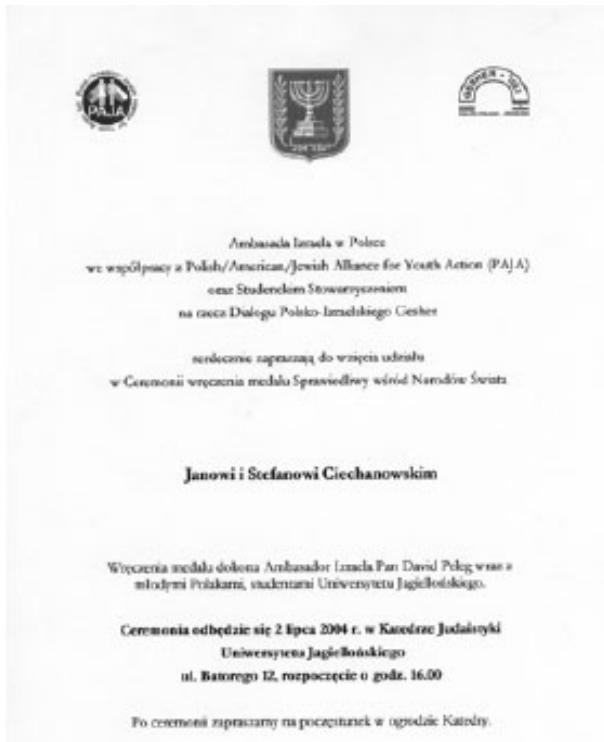 PAJA
GESHER
Ambasada Izraela w Polsce
we współpracy z Polish/American/Jewish Alliance for Youth Action (PAJA)
oraz Studenckim Stowarzyszeniem
na rzecz Dialogu Polsko-Izraelskiego Gesher
serdecznie zapraszają do wzięcia udziału
w Ceremonii wręczenia medalu Sprawiedliwy wśród Narodów Świata
Janowi i Stefanowi Ciechanowskim
Wręczenia medalu dokona Ambasador Izraela Pan David Peleg wraz z
młodymi Polakami, studentami Uniwersytetu Jagiellońskiego.
Ceremonia odbędzie się 2 lipca 2004 r. w Katedrze Judaistyki
Uniwersytetu Jagiellońskiego
ul. Batorego 12, rozpoczęcie o godz. 16.00
Po ceremonii zapraszamy na poczęstunek w ogrodzie Katedry.